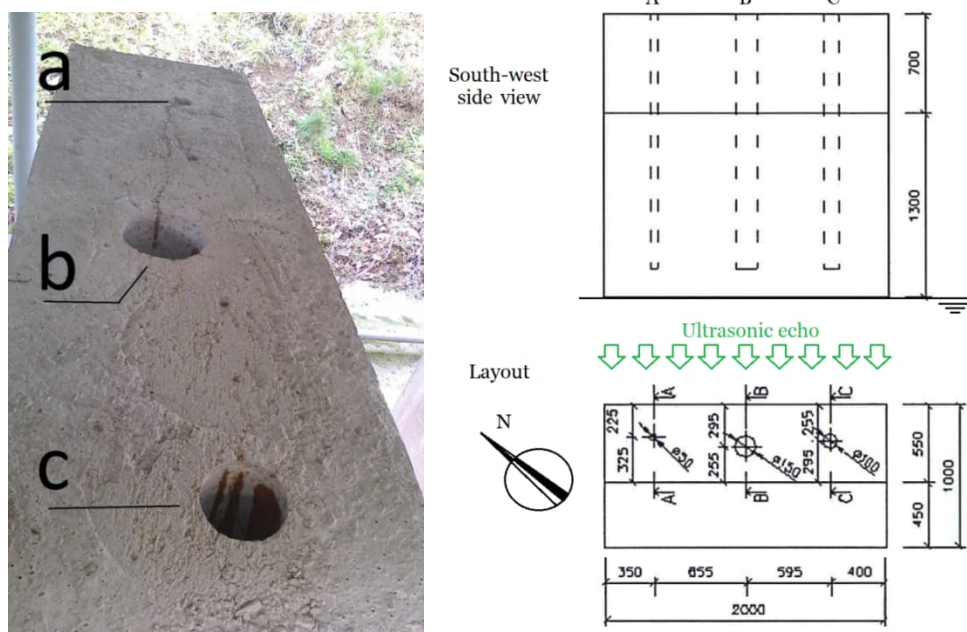 a
b
c
A
B
C
South-west
side view
700
1300
Ultrasonic echo
Layout
N
A
B
C
225
325
295
255
255
295
ø50
ø150
ø100
A
B
C
550
450
1000
350
655
595
400
2000